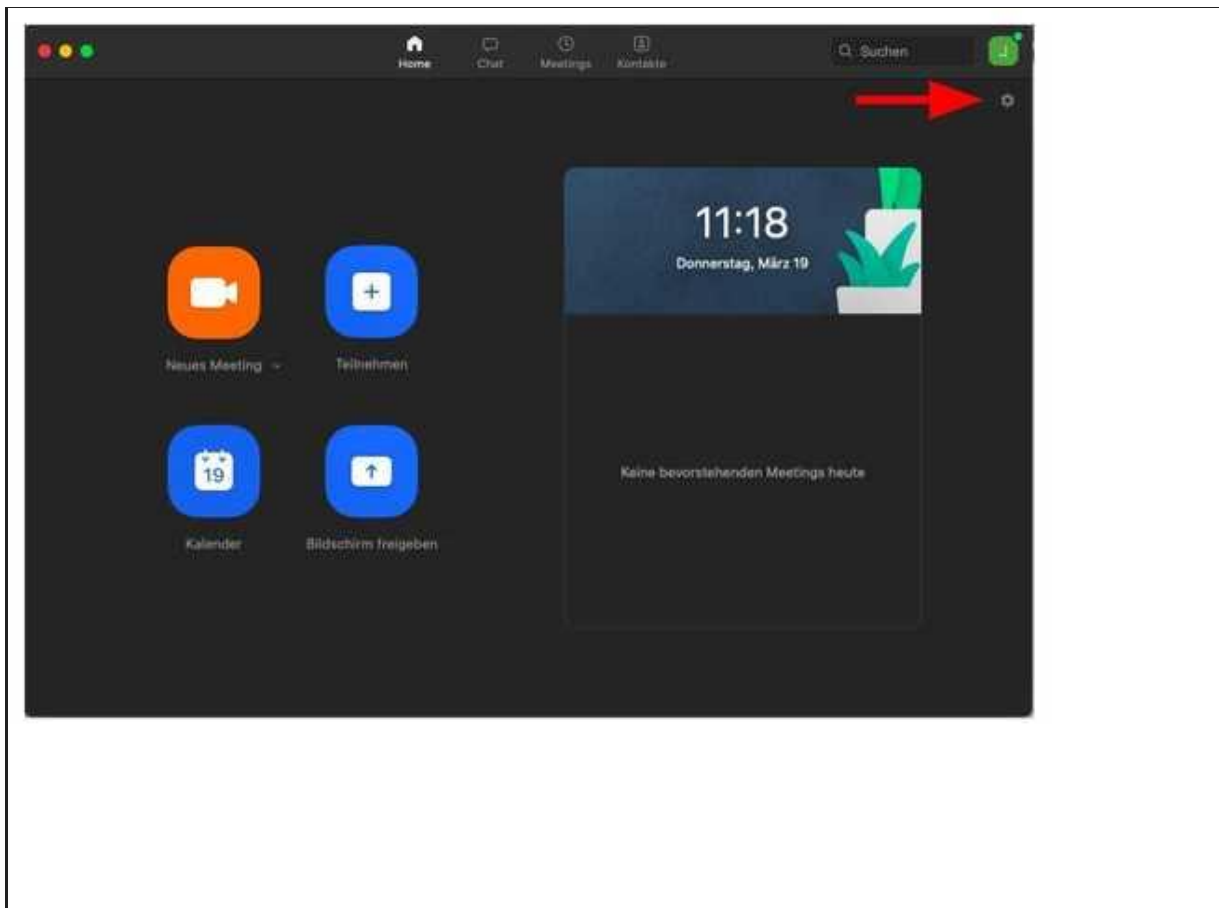 Home
Chat
Meetings
Kontakte
Suchen
J
11:18
Donnerstag, März 19
Neues Meeting
Teilnehmen
19
Kalender
Bildschirm freigeben
Keine bevorstehenden Meetings heute